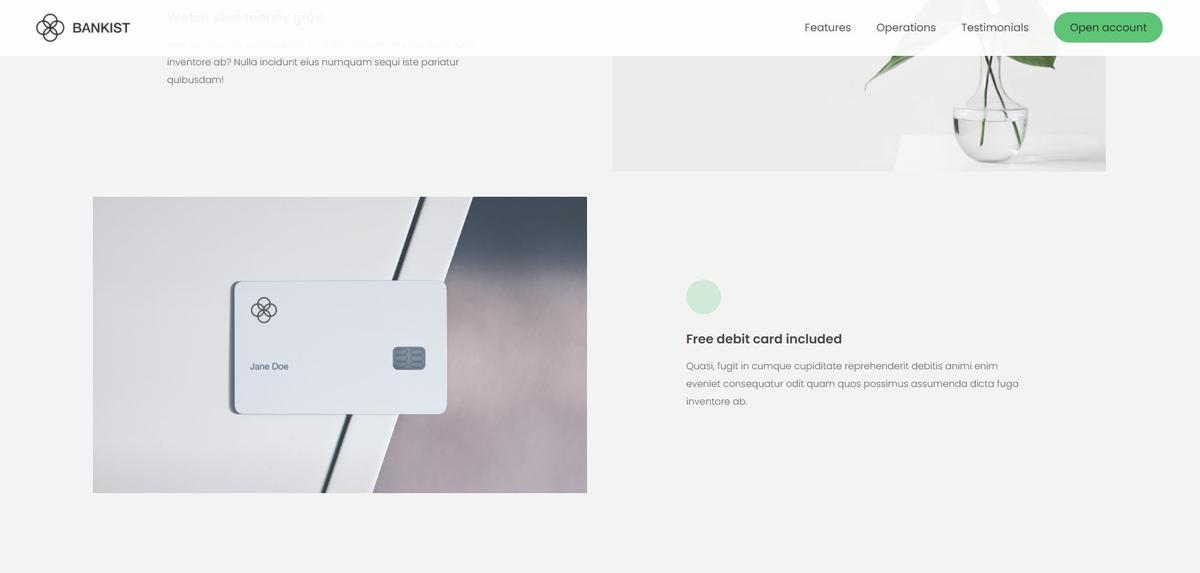 BANKIST
Features
Operations
Testimonials
Open account
Watch your money grow
inventore ab? Nulla incidunt eius numquam sequi iste pariatur
quibusdam!
Jane Doe
Free debit card included
Quasi, fugit in cumque cupiditate reprehenderit debitis animi enim
eveniet consequatur odit quam quos possimus assumenda dicta fuga
inventore ab.